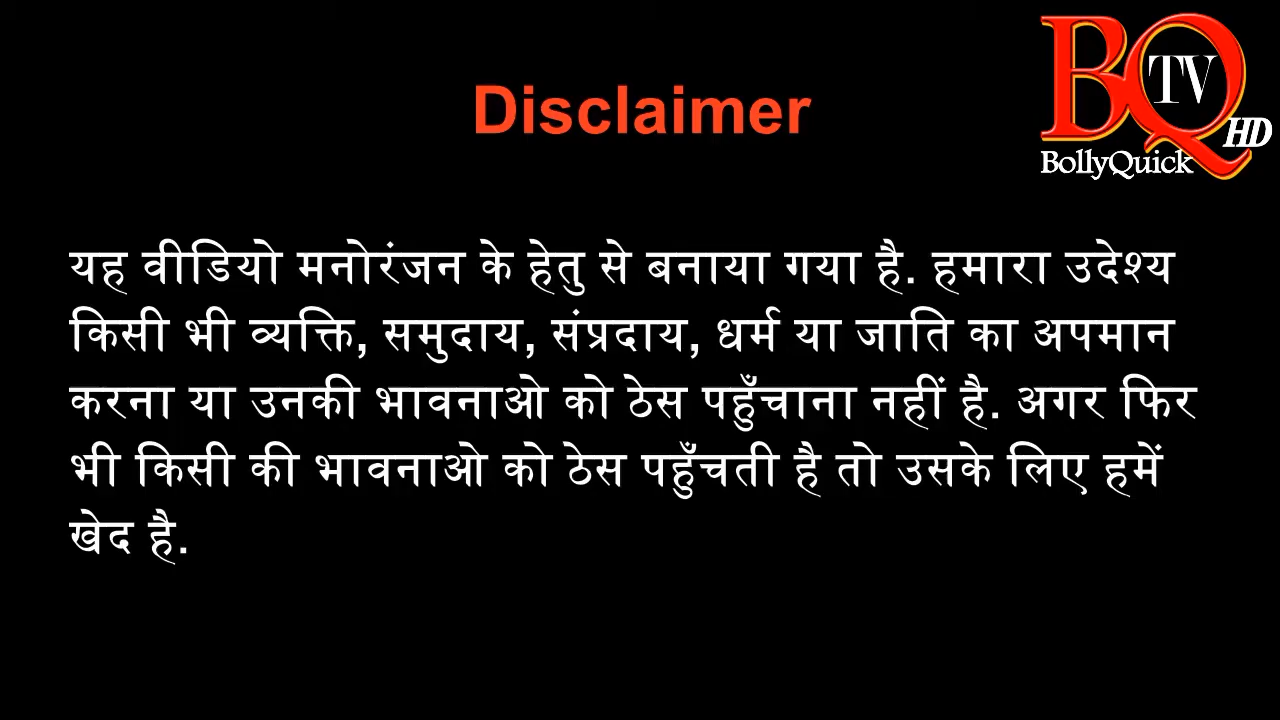 Disclaimer
BQ
TV
HD
BollyQuick
यह वीडियो मनोरंजन के हेतु से बनाया गया है. हमारा उदेश्य
किसी भी व्यक्ति, समुदाय, संप्रदाय, धर्म या जाति का अपमान
करना या उनकी भावनाओ को ठेस पहुँचाना नहीं है. अगर फिर
भी किसी की भावनाओ को ठेस पहुँचती है तो उसके लिए हमें
खेद है.